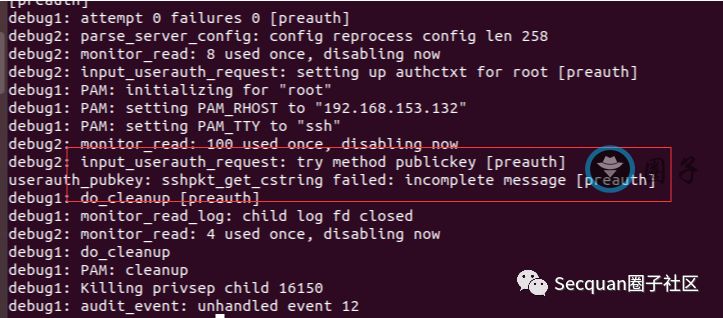 [preauth]
debug1: attempt 0 failures 0 [preauth]
debug2: parse_server_config: config reprocess config len 258
debug2: monitor_read: 8 used once, disabling now
debug2: input_userauth_request: setting up authctxt for root [preauth]
debug1: PAM: initializing for "root"
debug1: PAM: setting PAM_RHOST to "192.168.153.132"
debug1: PAM: setting PAM_TTY to "ssh"
debug2: monitor_read: 100 used once, disabling now
debug2: input_userauth_request: try method publickey [preauth]
userauth_pubkey: sshpkt_get_cstring failed: incomplete message [preauth]
debug1: do_cleanup [preauth]
debug1: monitor_read_log: child log fd closed
debug2: monitor_read: 4 used once, disabling now
debug1: do_cleanup
debug1: PAM: cleanup
debug1: Killing privsep child 16150
debug1: audit_event: unhandled event 12
圈子
Secquan圈子社区